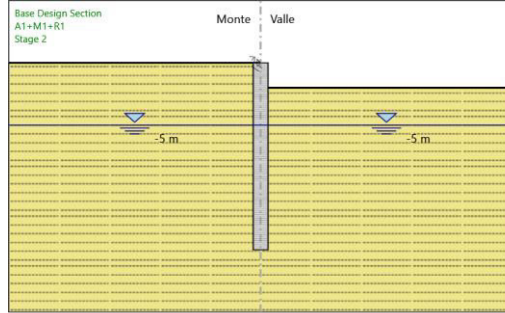 Base Design Section
A1+M1+R1
Stage 2
Monte Valle
-5 m -5 m